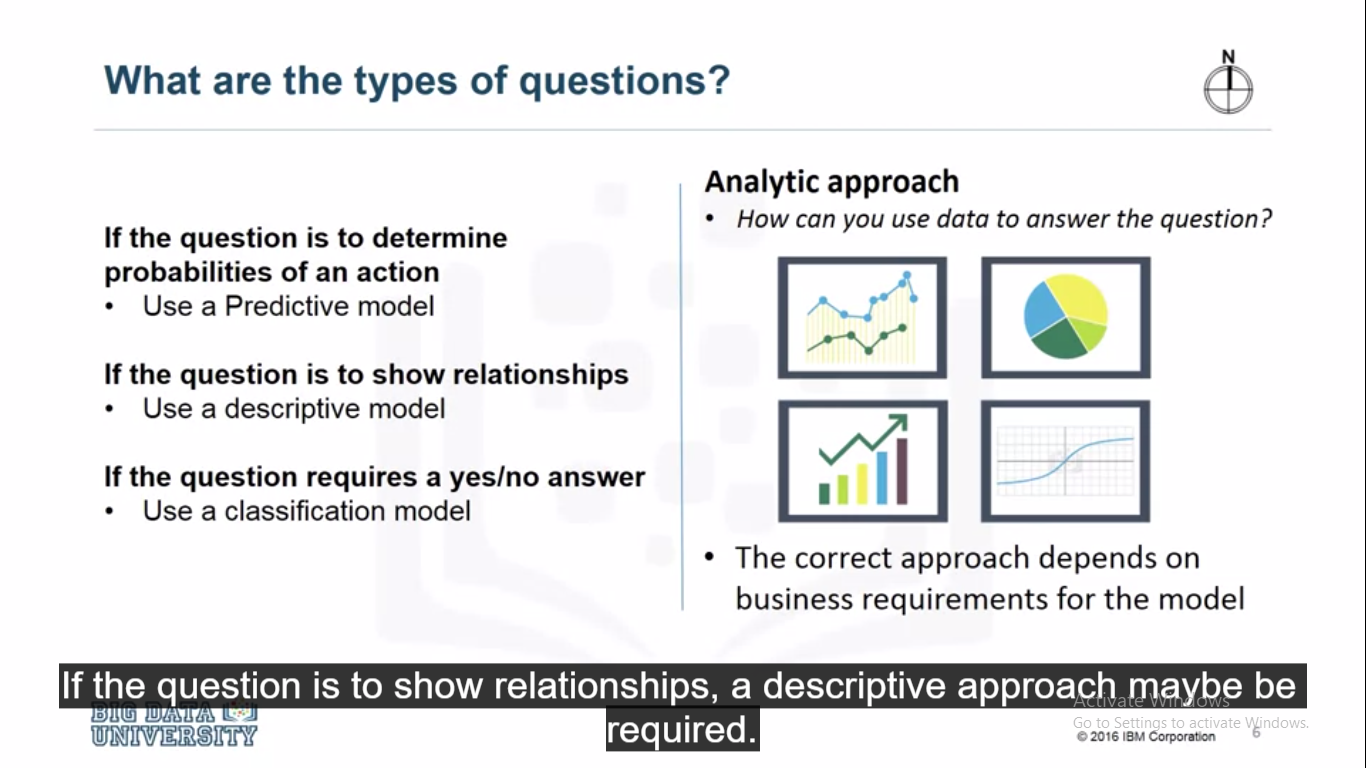 What are the types of questions?
N
If the question is to determine
probabilities of an action
• Use a Predictive model
If the question is to show relationships
• Use a descriptive model
If the question requires a yes/no answer
• Use a classification model
Analytic approach
• How can you use data to answer the question?
• The correct approach depends on
business requirements for the model
If the question is to show relationships, a descriptive approach maybe be
required.
BIG DATA
UNIVERSITY
Activate Windows
Go to Settings to activate Windows.
© 2016 IBM Corporation
6